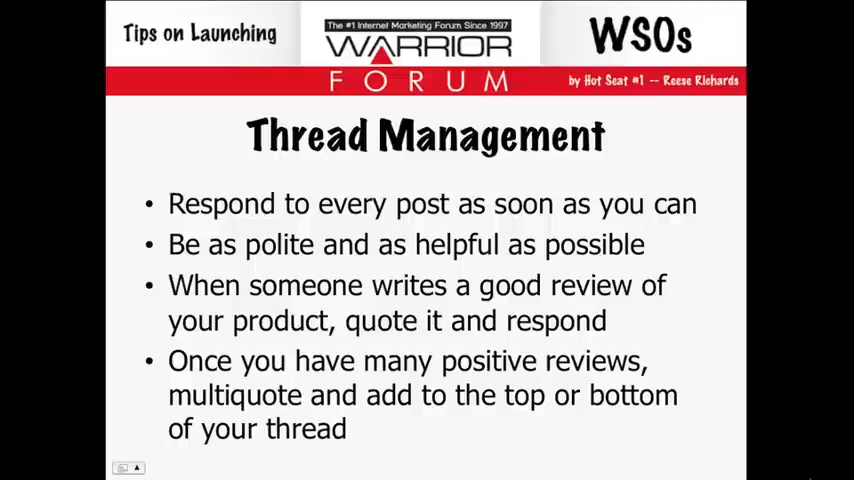 Tips on Launching
The #1 Internet Marketing Forum Since 1997
WARRIOR
FORUM
WSOs
by Hot Seat #1 -- Reese Richards
Thread Management
• Respond to every post as soon as you can
• Be as polite and as helpful as possible
• When someone writes a good review of
your product, quote it and respond
• Once you have many positive reviews,
multiquote and add to the top or bottom
of your thread